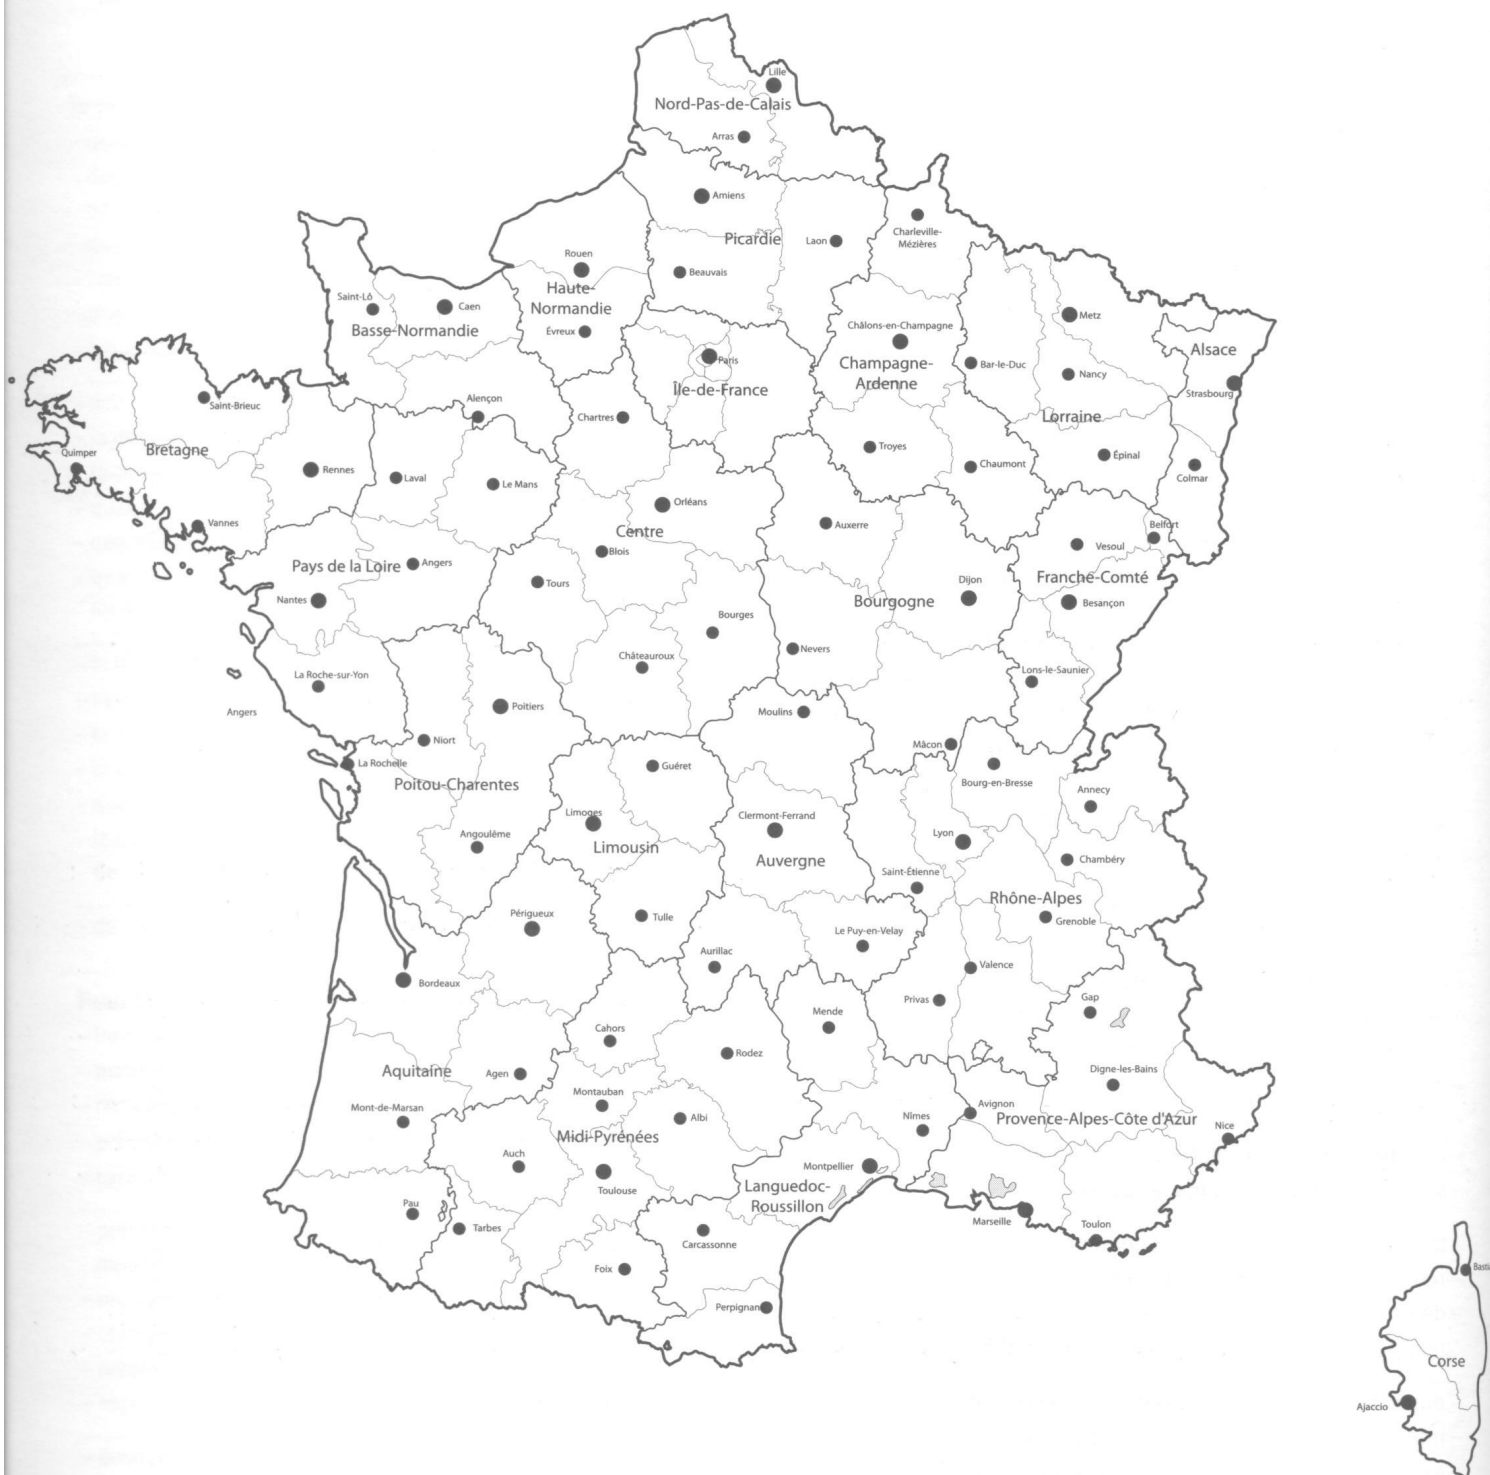 Lille
Nord-Pas-de-Calais
Arras
Amiens
Picardie
Laon
Charleville-
Mézières
Beauvais
Rouen
Haute-
Normandie
Évreux
Saint-Lô
Caen
Basse-Normandie
Alençon
Châlons-en-Champagne
Champagne-
Ardenne
Paris
Île-de-France
Metz
Bar-le-Duc
Nancy
Lorraine
Alsace
Strasbourg
Saint-Brieuc
Quimper
Bretagne
Rennes
Vannes
Laval
Le Mans
Chartres
Troyes
Chaumont
Épinal
Colmar
Orléans
Centre
Blois
Auxerre
Vesoul
Belfort
Pays de la Loire
Angers
Nantes
Tours
Bourges
Bourgogne
Dijon
Franche-Comté
Besançon
La Roche-sur-Yon
Angers
Châteauroux
Nevers
Lons-le-Saunier
Poitiers
Niort
La Rochelle
Poitou-Charentes
Moulins
Mâcon
Bourg-en-Bresse
Annecy
Guéret
Limoges
Limousin
Angoulême
Clermont-Ferrand
Auvergne
Lyon
Chambéry
Saint-Étienne
Rhône-Alpes
Grenoble
Périgueux
Tulle
Le Puy-en-Velay
Aurillac
Valence
Bordeaux
Privas
Gap
Mende
Cahors
Rodez
Aquitaine
Agen
Digne-les-Bains
Montauban
Mont-de-Marsan
Albi
Avignon
Nîmes
Provence-Alpes-Côte d'Azur
Nice
Midi-Pyrénées
Auch
Toulouse
Montpellier
Languedoc-
Roussillon
Pau
Tarbes
Marseille
Toulon
Carcassonne
Foix
Perpignan
Bastia
Corse
Ajaccio